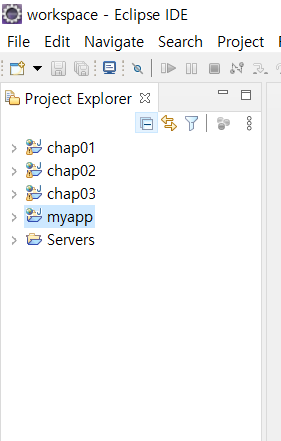 workspace - Eclipse IDE
File Edit Navigate Search Project
Project Explorer
chap01
chap02
chap03
myapp
Servers